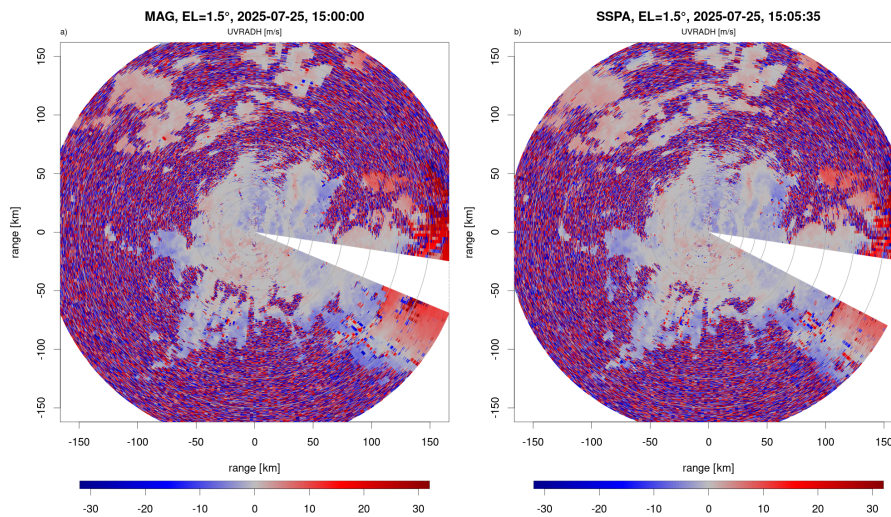 MAG, EL=1.5°, 2025-07-25, 15:00:00
a)
UVRADH [m/s]
150
100
50
0
-50
-100
-150
range [km]
-150 -100 -50 0 50 100 150
range [km]
-30 -20 -10 0 10 20 30
SSPA, EL=1.5°, 2025-07-25, 15:05:35
b)
UVRADH [m/s]
150
100
50
0
-50
-100
-150
range [km]
-150 -100 -50 0 50 100 150
range [km]
-30 -20 -10 0 10 20 30